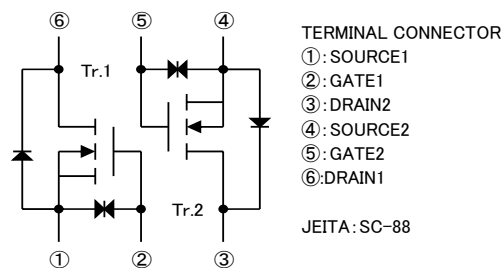 ⑥ ⑤ ④
Tr.1
Tr.2
① ② ③
TERMINAL CONNECTOR
①: SOURCE1
②: GATE1
③: DRAIN2
④: SOURCE2
⑤: GATE2
⑥:DRAIN1
JEITA: SC-88